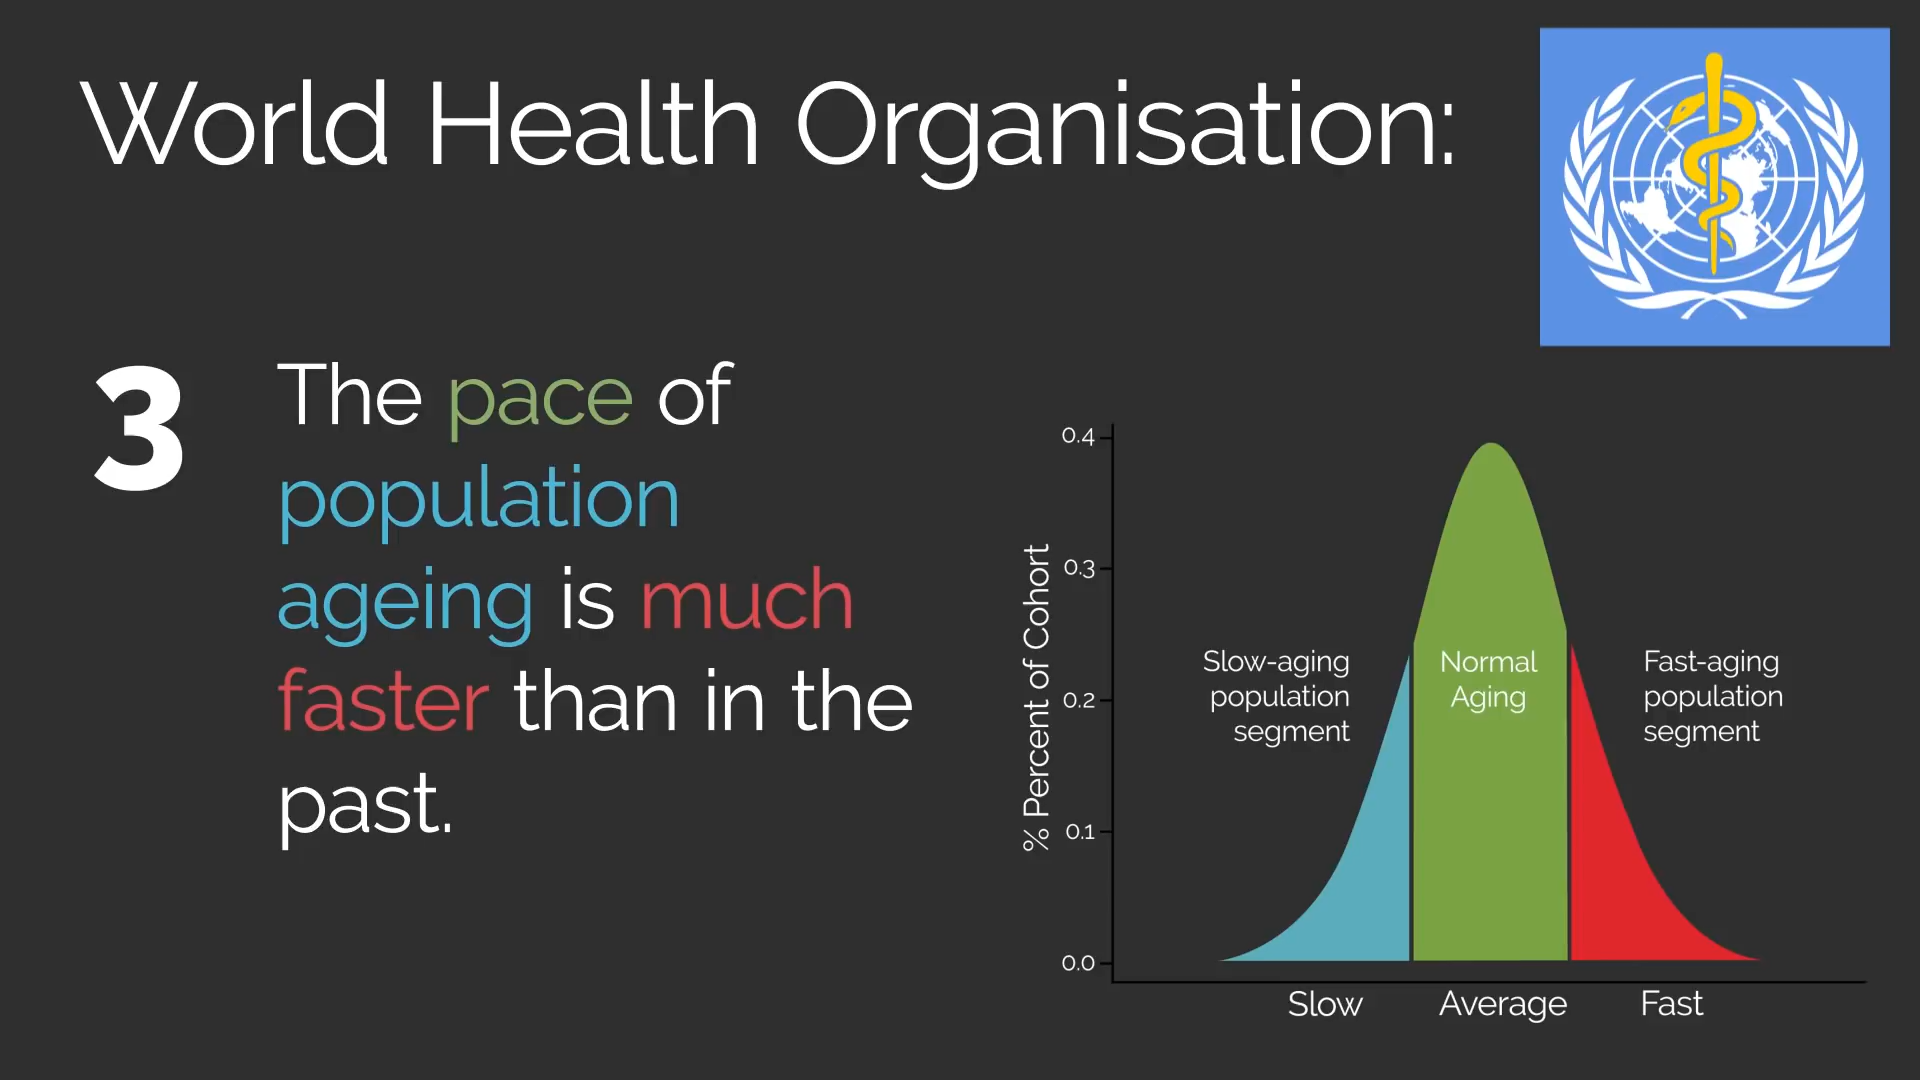 World Health Organisation:
3
The pace of
population
ageing is much
faster than in the
past.
% Percent of Cohort
0.4
0.3
0.2
0.1
0.0
Slow-aging
population
segment
Normal
Aging
Fast-aging
population
segment
Slow
Average
Fast